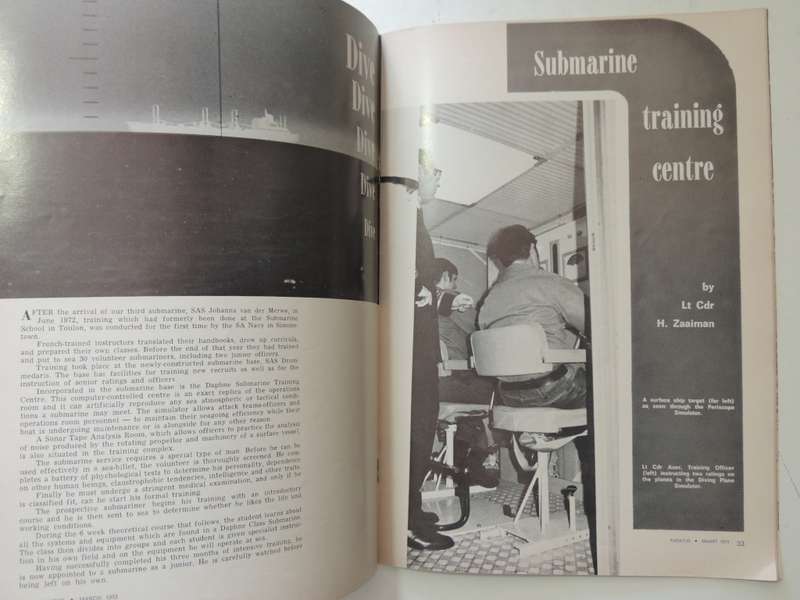 Dive
Dive
Dive
Dive
Dive
AFTER the arrival of our third submarine, SAS Johanna van der Merwe, in
June 1972, training which had formerly been done at the Submarine
School in Toulon, was conducted for the first time by the SA Navy in Simons-
town.
French-trained instructors translated their handbooks, drew up curricula,
and prepared their own classes. Before the end of that year they had trained
and put to sea 30 volunteer submariners, including two junior officers.
Training took place at the newly-constructed submarine base, SAS Drom-
medaris. The base has facilities for training new recruits as well as for the
instruction of senior ratings and officers.
Incorporated in the submarine base is the Daphne Submarine Training
Centre. This computer-controlled centre is an exact replica of the operations
room and it can artificially reproduce any sea atmospheric or tactical condi-
tions a submarine may meet. The simulator allows attack teams-officers and
operations room personnel — to maintain their seagoing efficiency while their
boat is undergoing maintenance or is alongside for any other reason.
A Sonar Tape Analysis Room, which allows officers to practice the analysis
of noise produced by the rotating propellor and machinery of a surface vessel,
is also situated in the training complex.
The submarine service requires a special type of man. Before he can be
used effectively in a sea-billet, the volunteer is thoroughly screened. He com-
pletes a battery of phychological tests to determine his personality, dependence
on other human beings, claustrophobic tendencies, intelligence and other traits.
Finally he must undergo a stringent medical examination, and only if he
is classified fit, can he start his formal training.
The prospective submariner begins his training with an introductory
course and he is then sent to sea to determine whether he likes the life and
working conditions.
During the 6 week theoretical course that follows, the student learns about
all the systems and equipment which are found in a Daphne Class Submarine.
The class then divides into groups and each student is given specialist instruc-
tion in his own field and on the equipment he will operate at sea.
Having successfully completed his three months of intensive training, he
is now appointed to a submarine as a junior. He is carefully watched before
being left on his own.
• MARCH, 1973
Submarine
training
centre
by
Lt Cdr
H. Zaaiman
A surface ship target (far left)
as seen through the Periscope
Simulator.
Lt Cdr Auer, Training Officer
(left) instructing two ratings on
the planes in the Diving Plane
Simulator.
PARATUS • MAART 1973 33